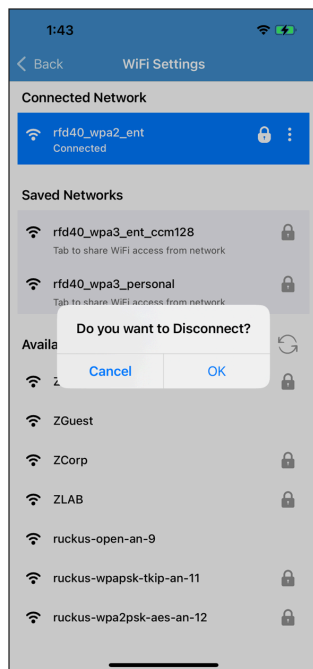 1:43
Back WiFi Settings
Connected Network
rfd40_wpa2_ent
Connected
Saved Networks
rfd40_wpa3_ent_ccm128
Tab to share WiFi access from network
rfd40_wpa3_personal
Tab to share WiFi access from network
Do you want to Disconnect?
Cancel OK
ZGuest
ZCorp
ZLAB
ruckus-open-an-9
ruckus-wpapsk-tkip-an-11
ruckus-wpa2psk-aes-an-12